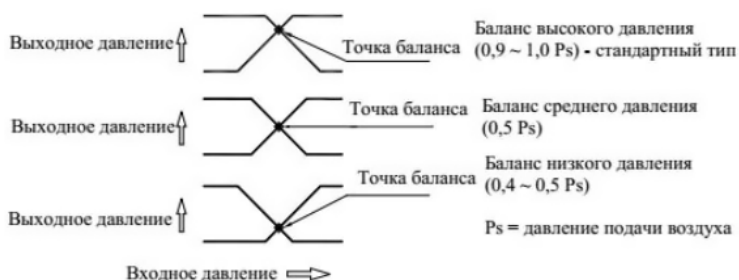 Выходное давление
Точка баланса
Баланс высокого давления
(0,9 ~ 1,0 Ps) - стандартный тип
Выходное давление
Точка баланса
Баланс среднего давления
(0,5 Ps)
Выходное давление
Точка баланса
Баланс низкого давления
(0,4 ~ 0,5 Ps)
Ps = давление подачи воздуха
Входное давление